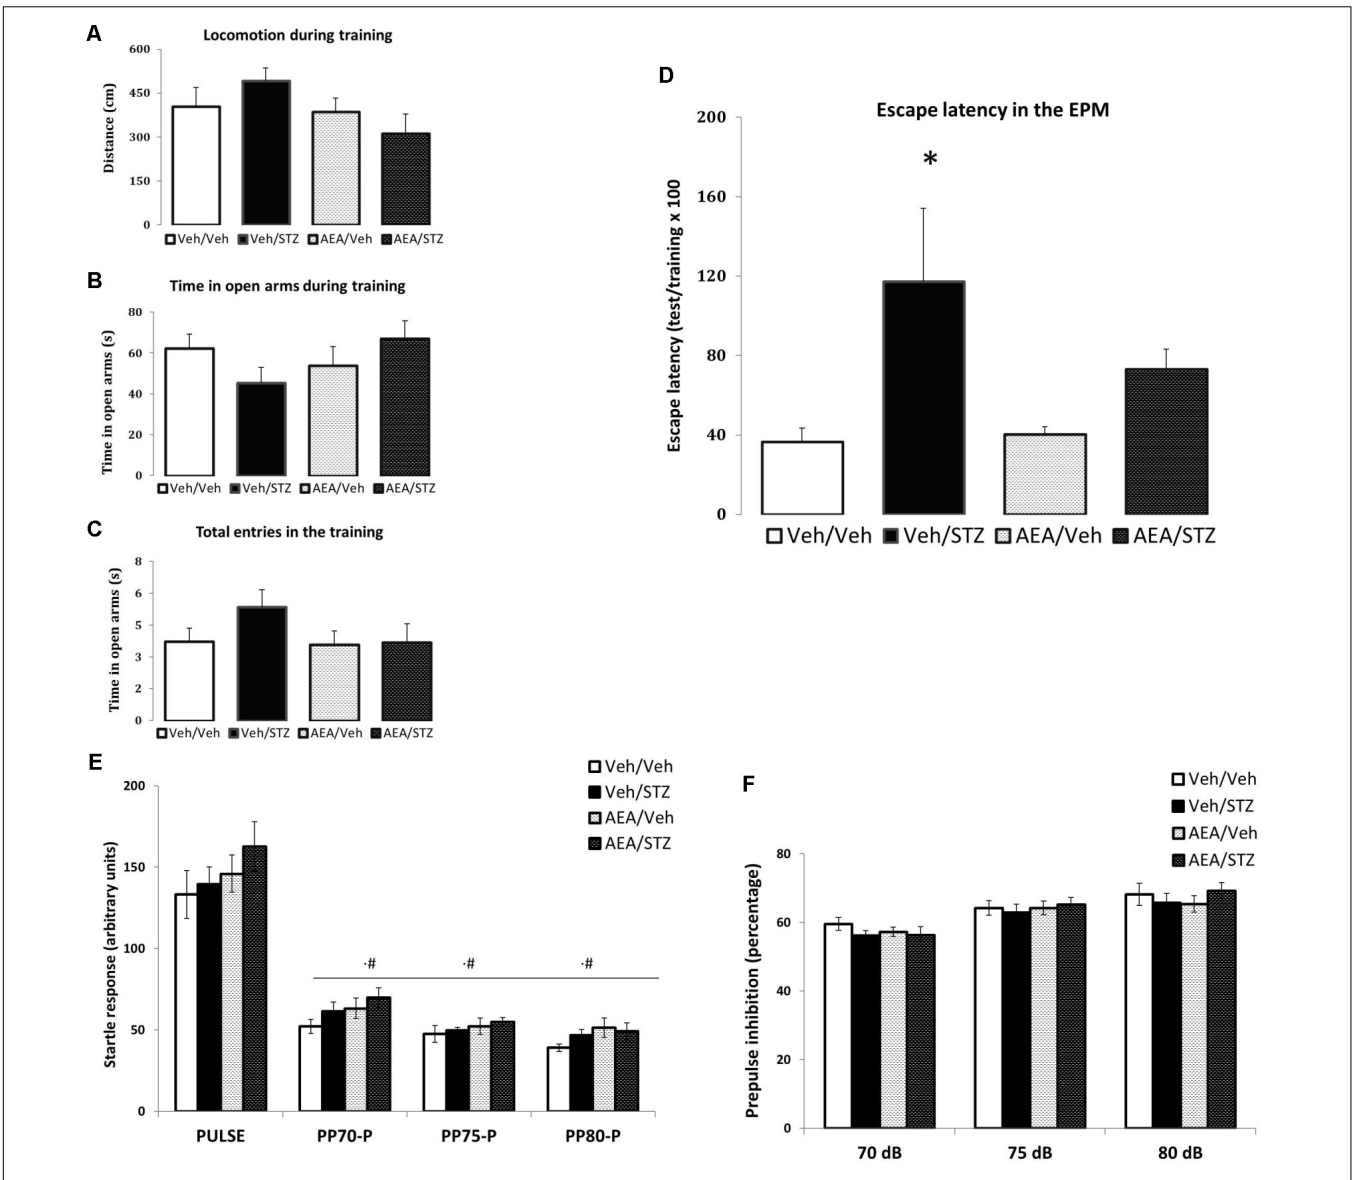 A
Locomotion during training
600
450
300
150
0
Distance (cm)
Veh/Veh Veh/STZ AEA/Veh AEA/STZ
B
Time in open arms during training
80
60
40
20
0
Time in open arms (s)
Veh/Veh Veh/STZ AEA/Veh AEA/STZ
C
Total entries in the training
8
6
5
3
2
0
Time in open arms (s)
Veh/Veh Veh/STZ AEA/Veh AEA/STZ
D
Escape latency in the EPM
200
160
120
80
40
0
Escape latency (test/training x 100
*
Veh/Veh Veh/STZ AEA/Veh AEA/STZ
E
Veh/Veh
Veh/STZ
AEA/Veh
AEA/STZ
200
150
100
50
0
Startle response (arbitrary units)
·# ·# ·#
PULSE PP70-P PP75-P PP80-P
F
Veh/Veh
Veh/STZ
AEA/Veh
AEA/STZ
80
60
40
20
0
Prepulse inhibition (percentage)
70 dB 75 dB 80 dB